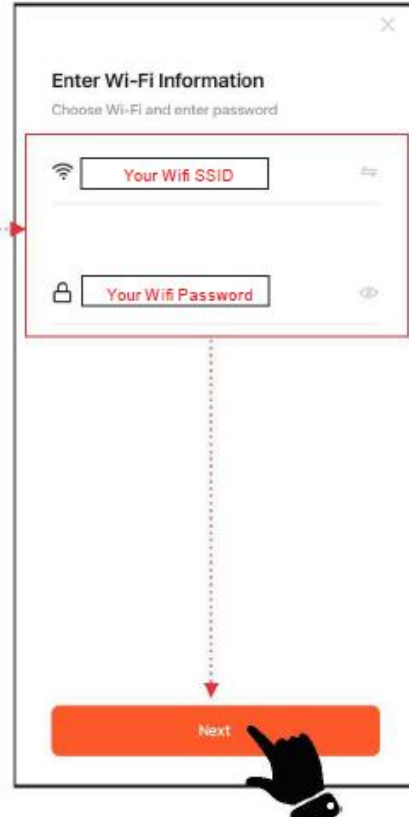 Enter Wi-Fi Information
Choose Wi-Fi and enter password
Your Wifi SSID
Your Wifi Password
Next